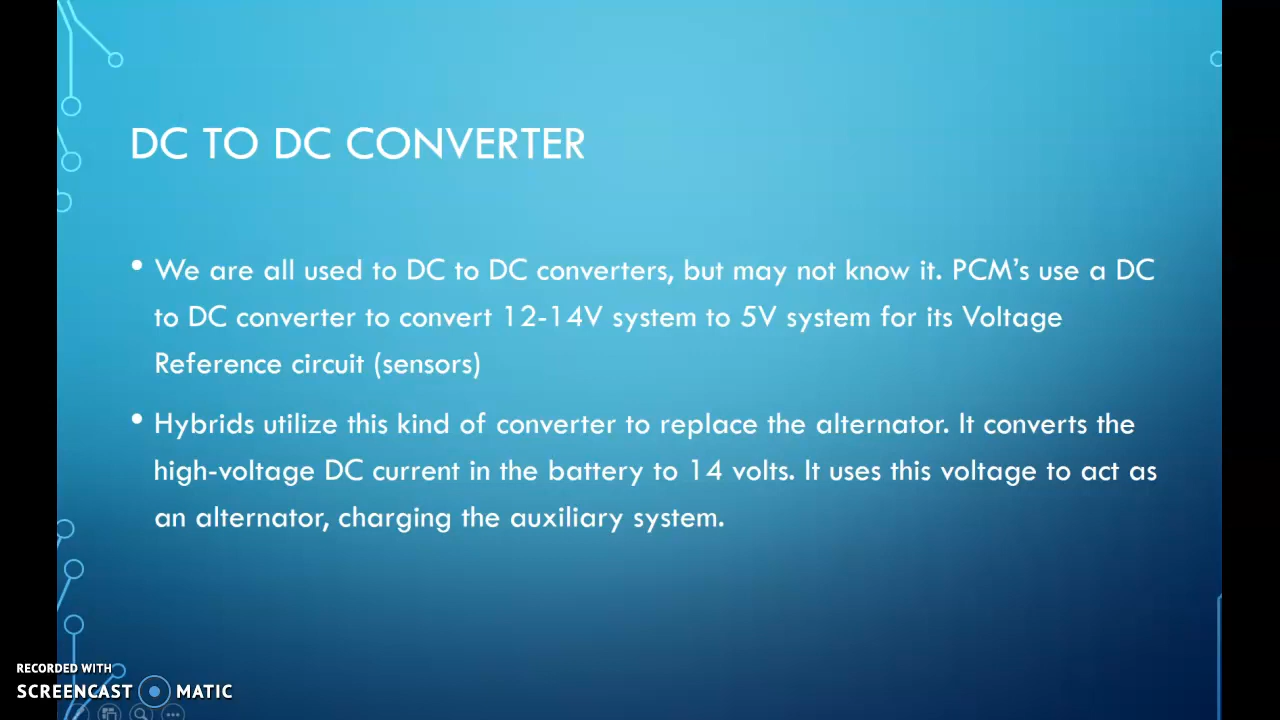 DC TO DC CONVERTER
• We are all used to DC to DC converters, but may not know it. PCM's use a DC
to DC converter to convert 12-14V system to 5V system for its Voltage
Reference circuit (sensors)
• Hybrids utilize this kind of converter to replace the alternator. It converts the
high-voltage DC current in the battery to 14 volts. It uses this voltage to act as
an alternator, charging the auxiliary system.
RECORDED WITH
SCREENCAST MATIC